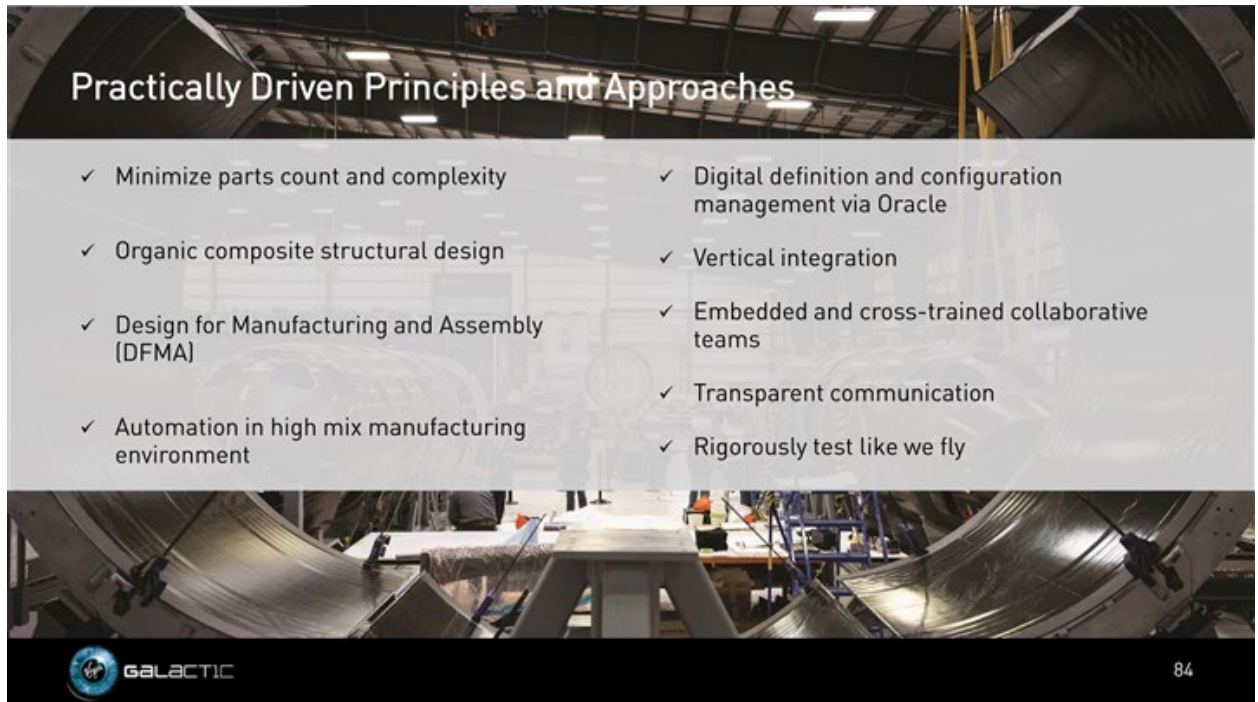 Practically Driven Principles and Approaches
✓ Minimize parts count and complexity
✓ Organic composite structural design
✓ Design for Manufacturing and Assembly
(DFMA)
✓ Automation in high mix manufacturing
environment
✓ Digital definition and configuration
management via Oracle
✓ Vertical integration
✓ Embedded and cross-trained collaborative
teams
✓ Transparent communication
✓ Rigorously test like we fly
Virgin GALACTIC
84